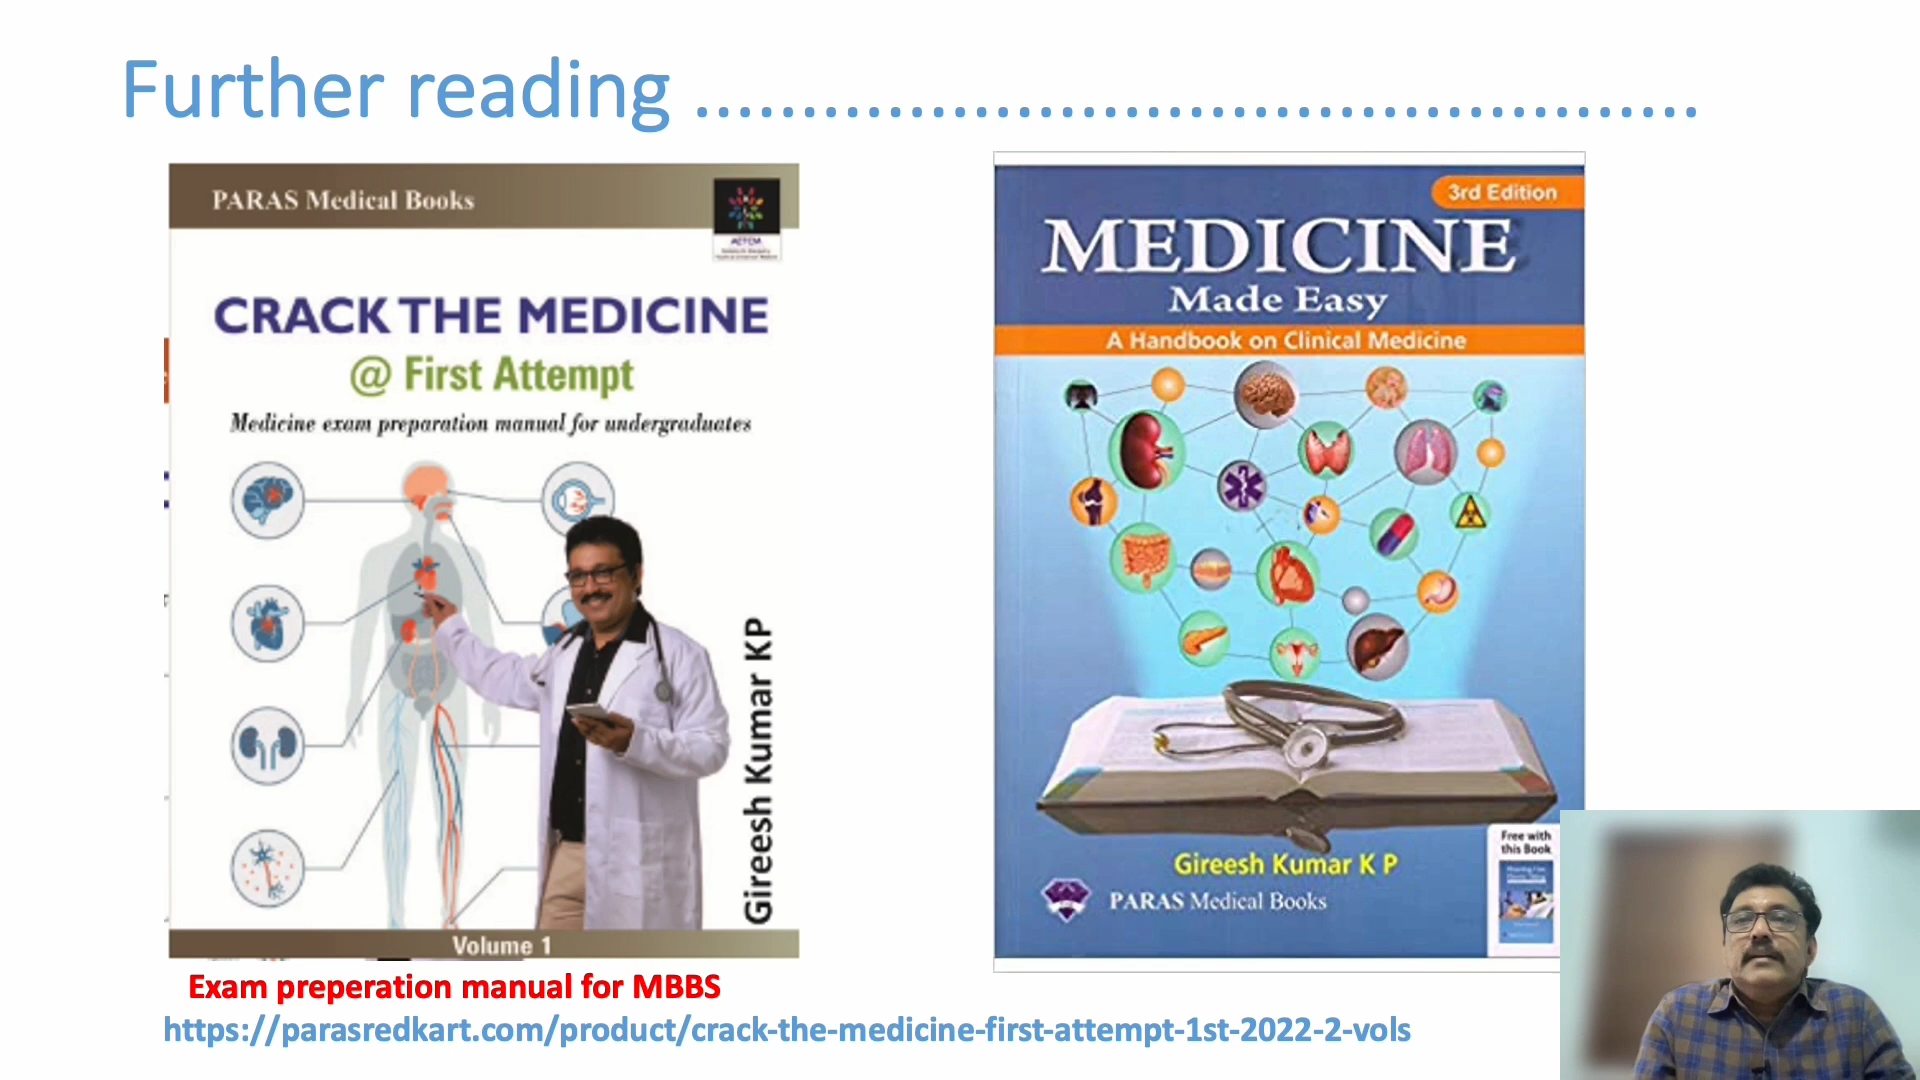 Further reading ...............................................
PARAS Medical Books
AETCM
CRACK THE MEDICINE
@ First Attempt
Medicine exam preparation manual for undergraduates
Gireesh Kumar KP
Volume 1
3rd Edition
MEDICINE
Made Easy
A Handbook on Clinical Medicine
Gireesh Kumar K P
PARAS Medical Books
Free with
this Book
Exam preperation manual for MBBS
https://parasredkart.com/product/crack-the-medicine-first-attempt-1st-2022-2-vols